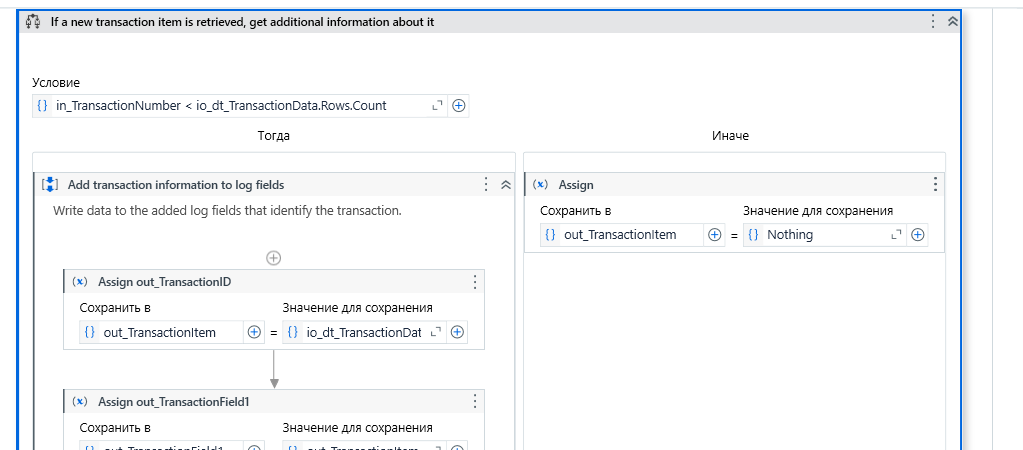 If a new transaction item is retrieved, get additional information about it
Условие
{} in_TransactionNumber < io_dt_TransactionData.Rows.Count
Тогда
Иначе
Add transaction information to log fields
Write data to the added log fields that identify the transaction.
(x) Assign
Сохранить в
Значение для сохранения
{} out_TransactionItem = {} Nothing
(x) Assign out_TransactionID
Сохранить в
Значение для сохранения
{} out_TransactionItem = {} io_dt_TransactionDat
(x) Assign out_TransactionField1
Сохранить в
Значение для сохранения